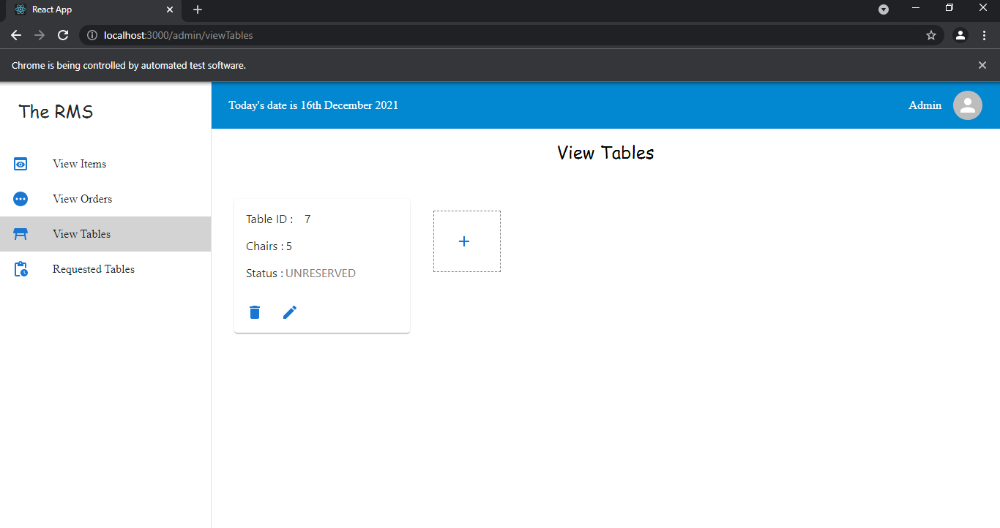 React App
localhost:3000/admin/viewTables
Chrome is being controlled by automated test software.
The RMS
Today's date is 16th December 2021
Admin
View Items
View Orders
View Tables
Requested Tables
View Tables
Table ID : 7
Chairs : 5
Status : UNRESERVED